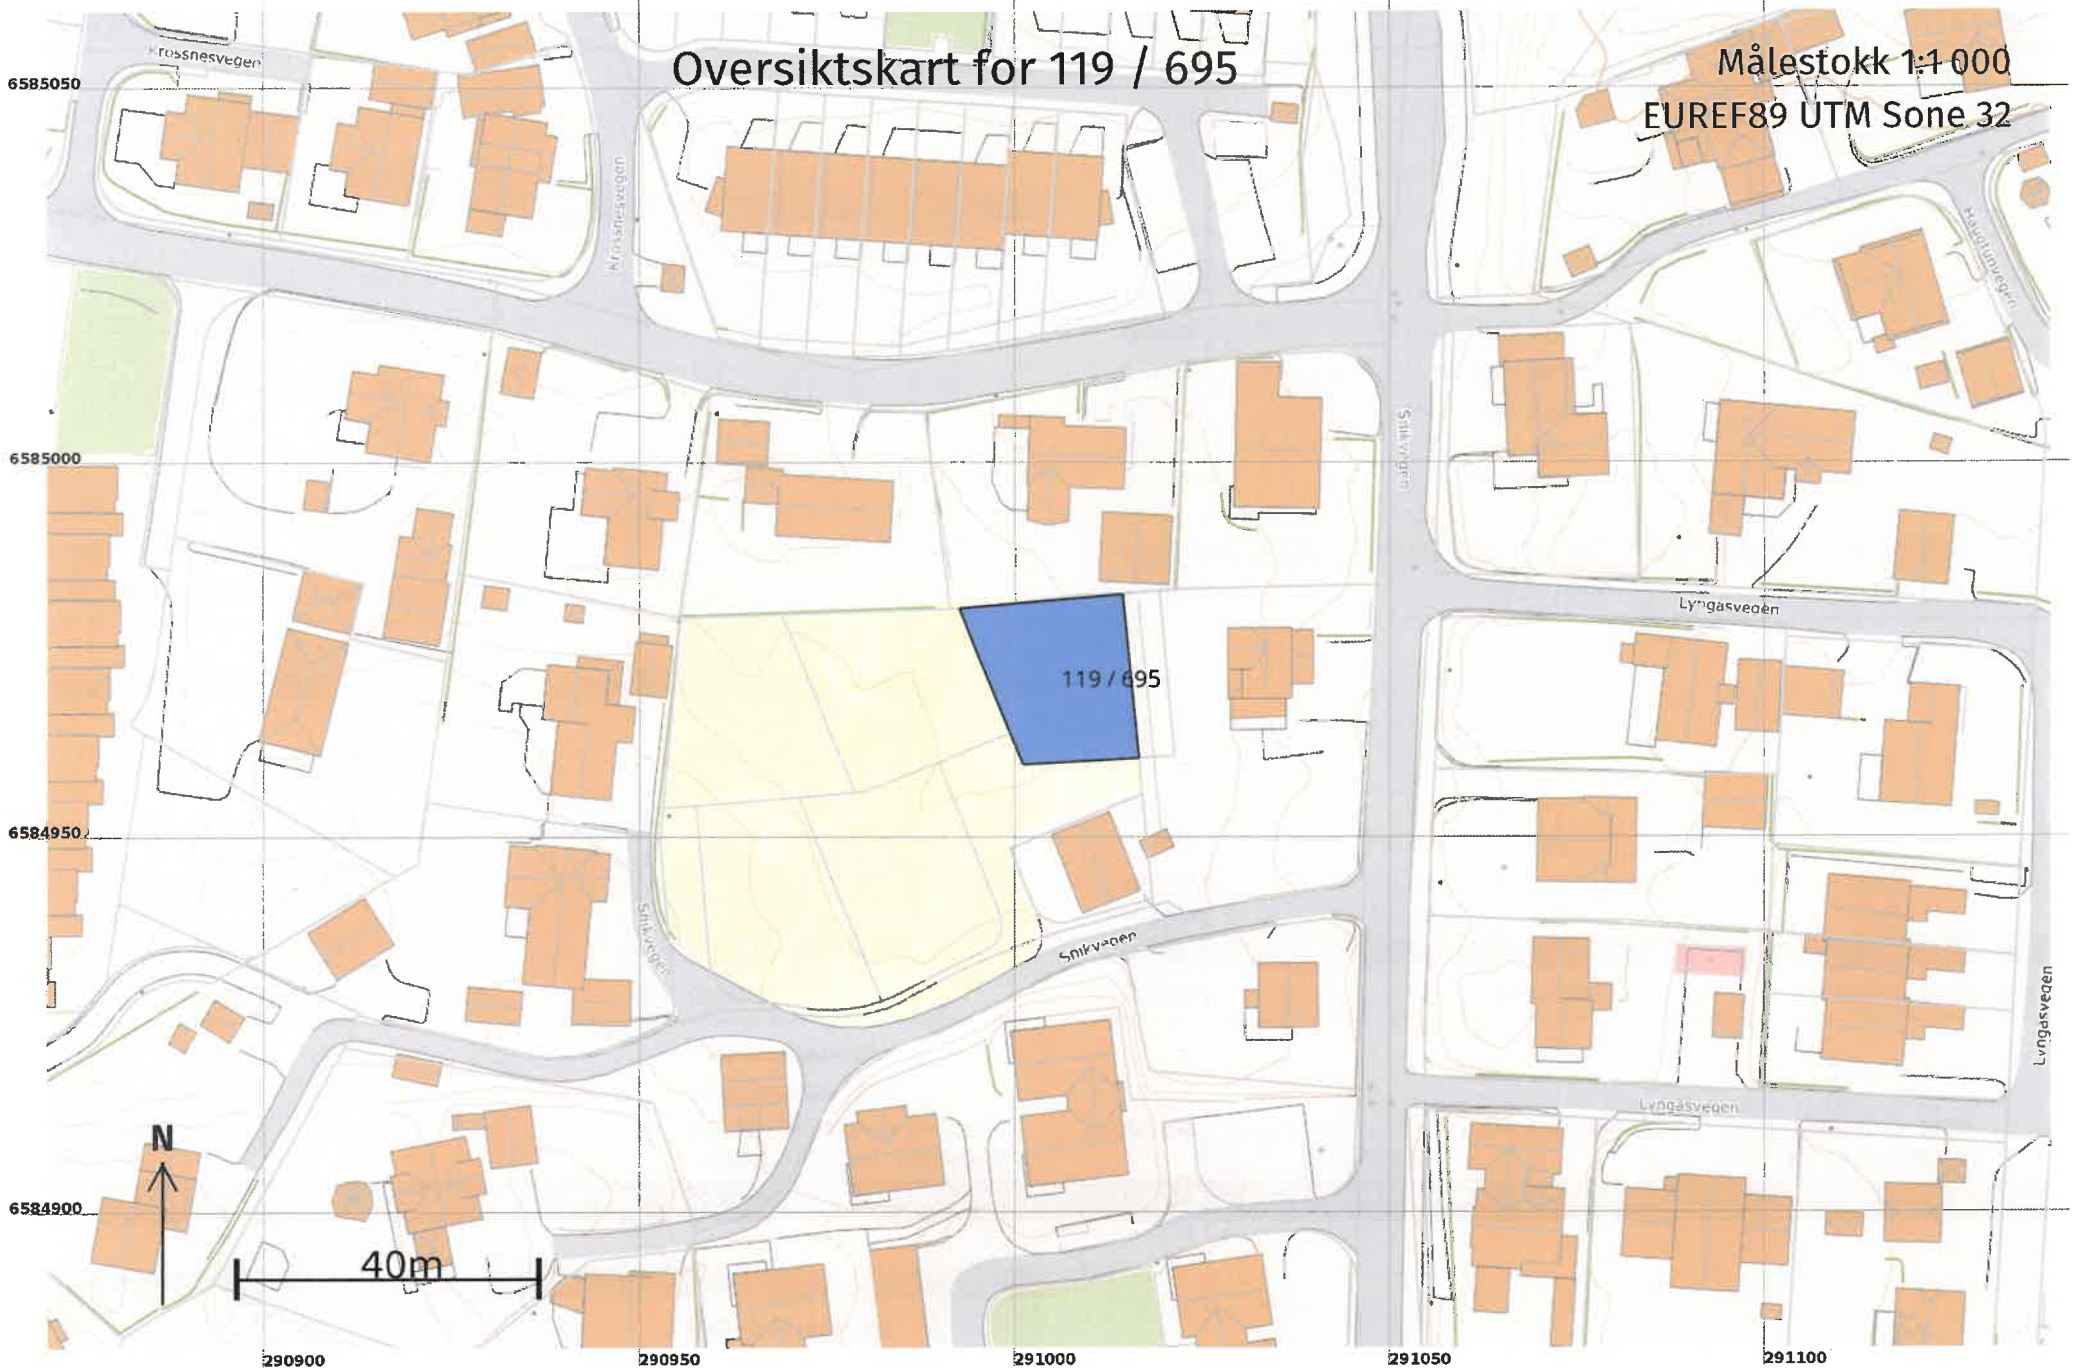 Krossnesvegen
Oversiktskart for 119 / 695
Målestokk 1:1 000
6585050
EUREF89 UTM Sone 32
Krossnesvegen
Haugtunvegen
Snikvegen
6585000
Lyngåsvegen
119 / 695
6584950
Snikvegen
Snikvegen
Lyngåsvegen
Lyngåsvegen
N
6584900
40m
290900
290950
291000
291050
291100